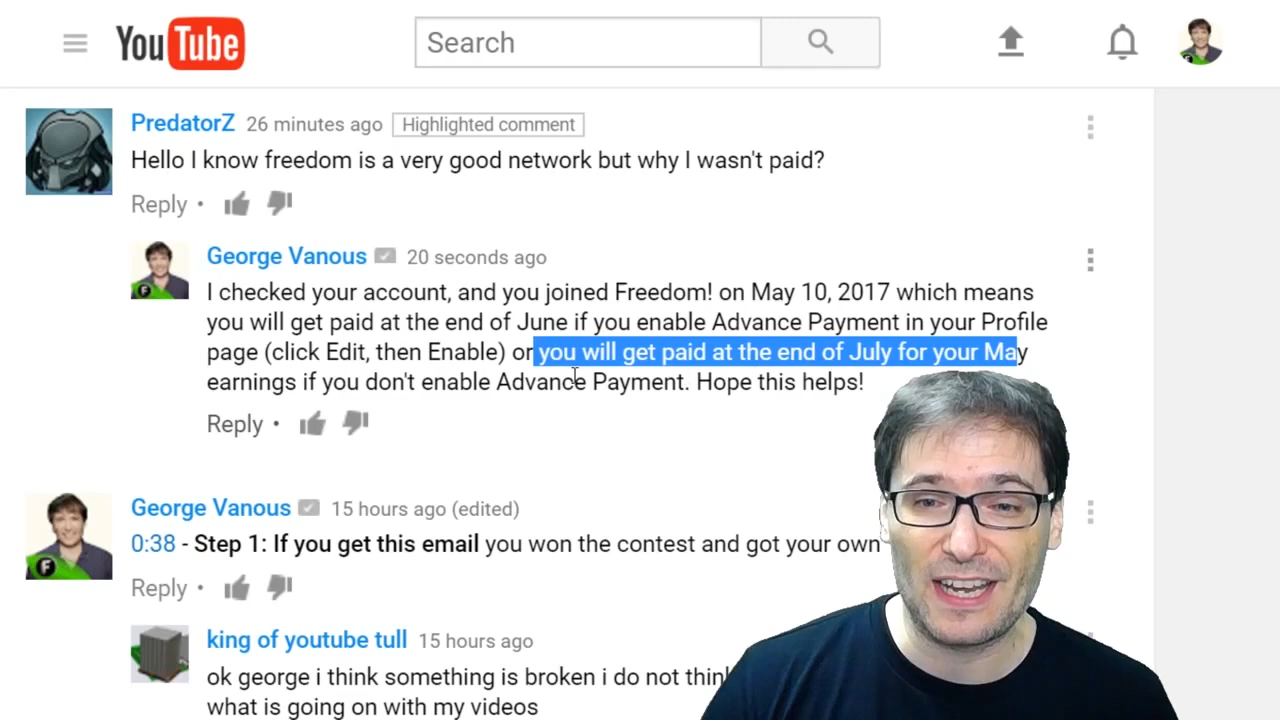 YouTube
Search
PredatorZ 26 minutes ago Highlighted comment
Hello I know freedom is a very good network but why I wasn't paid?
Reply •
George Vanous 20 seconds ago
I checked your account, and you joined Freedom! on May 10, 2017 which means
you will get paid at the end of June if you enable Advance Payment in your Profile
page (click Edit, then Enable) or you will get paid at the end of July for your May
earnings if you don't enable Advance Payment. Hope this helps!
Reply •
George Vanous 15 hours ago (edited)
0:38 - Step 1: If you get this email you won the contest and got your own
Reply •
king of youtube tull 15 hours ago
ok george i think something is broken i do not think
what is going on with my videos